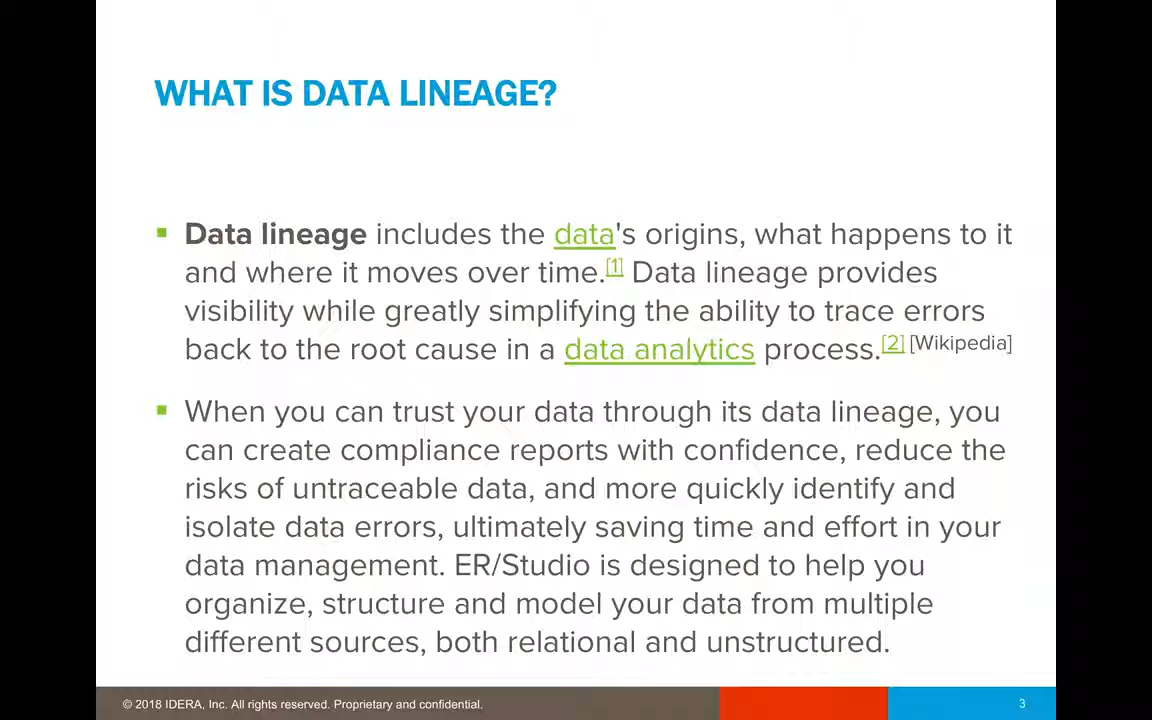 WHAT IS DATA LINEAGE?
Data lineage includes the data's origins, what happens to it
and where it moves over time.[1] Data lineage provides
visibility while greatly simplifying the ability to trace errors
back to the root cause in a data analytics process.[2] [Wikipedia]
When you can trust your data through its data lineage, you
can create compliance reports with confidence, reduce the
risks of untraceable data, and more quickly identify and
isolate data errors, ultimately saving time and effort in your
data management. ER/Studio is designed to help you
organize, structure and model your data from multiple
different sources, both relational and unstructured.
© 2018 IDERA, Inc. All rights reserved. Proprietary and confidential.
3